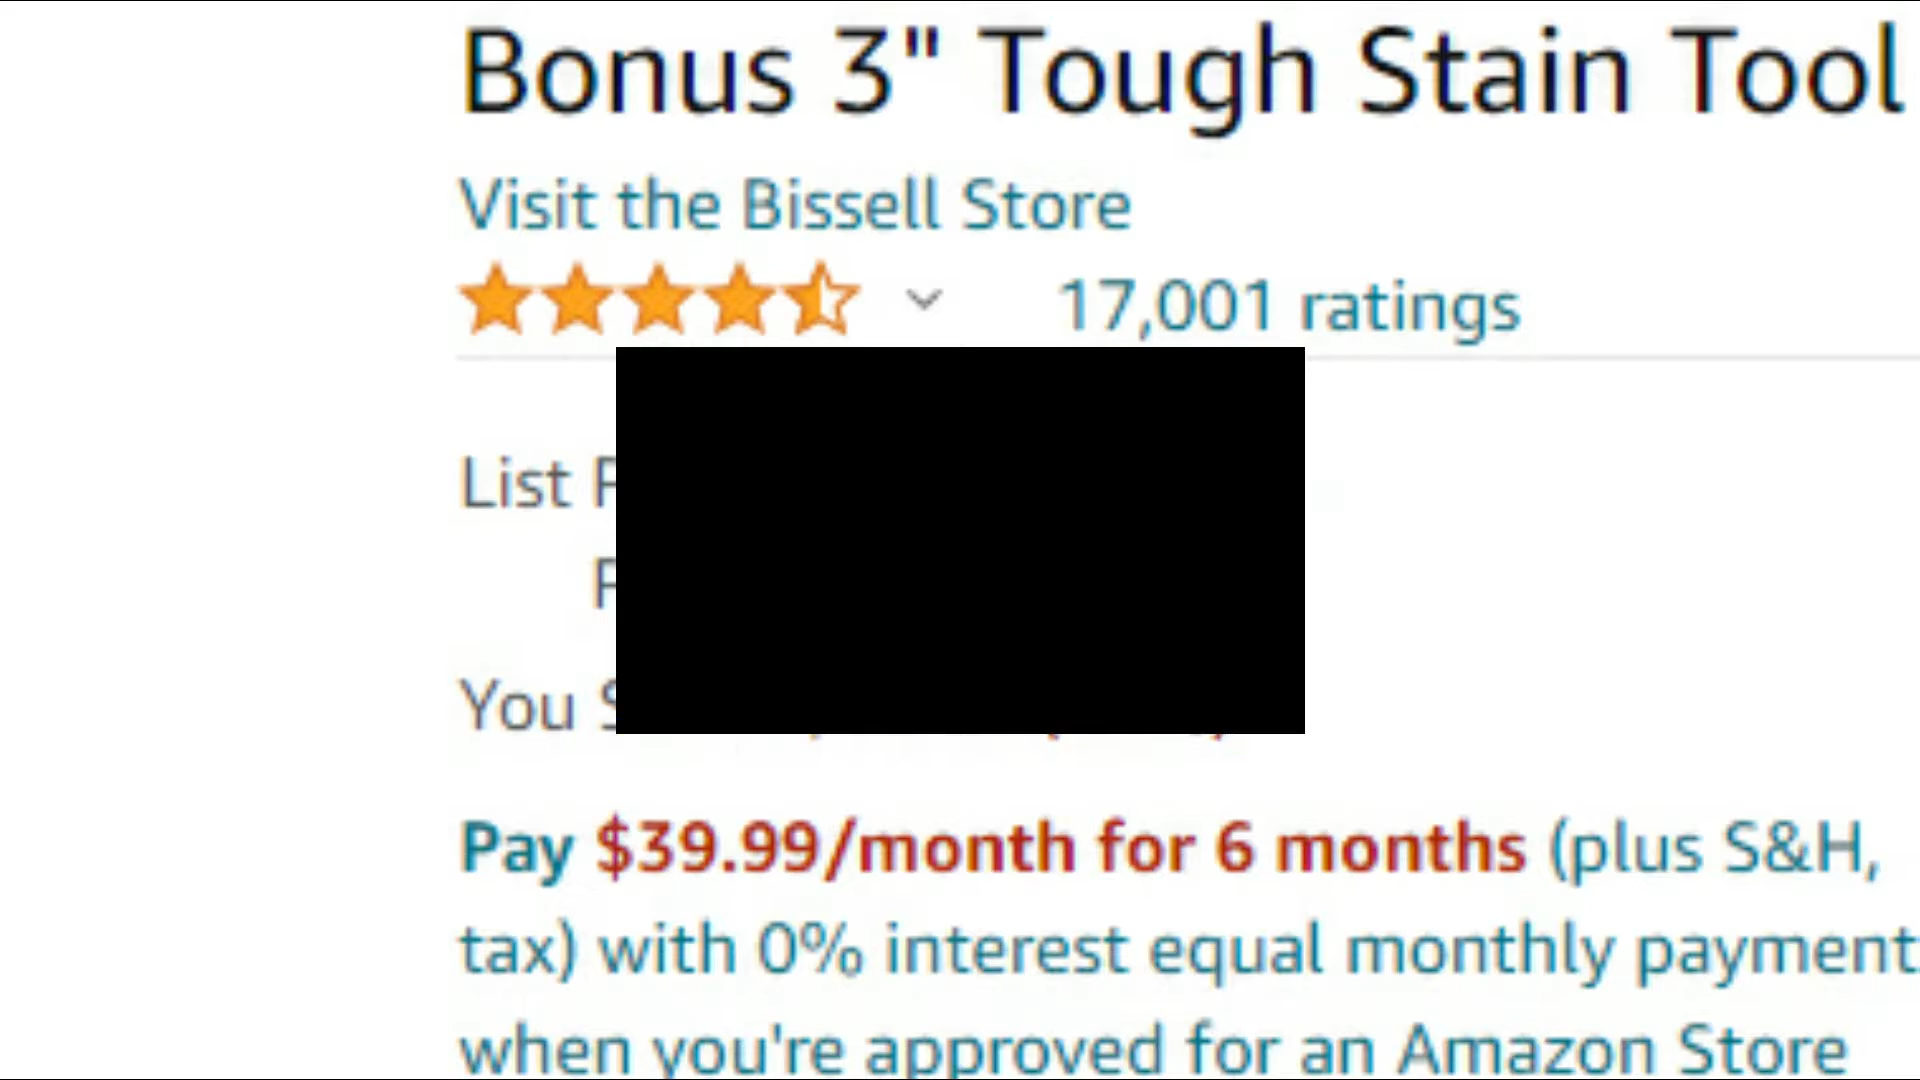 Bonus 3" Tough Stain Tool
Visit the Bissell Store
17,001 ratings
List
You
Pay $39.99/month for 6 months (plus S&H,
tax) with 0% interest equal monthly payment
when you're approved for an Amazon Store